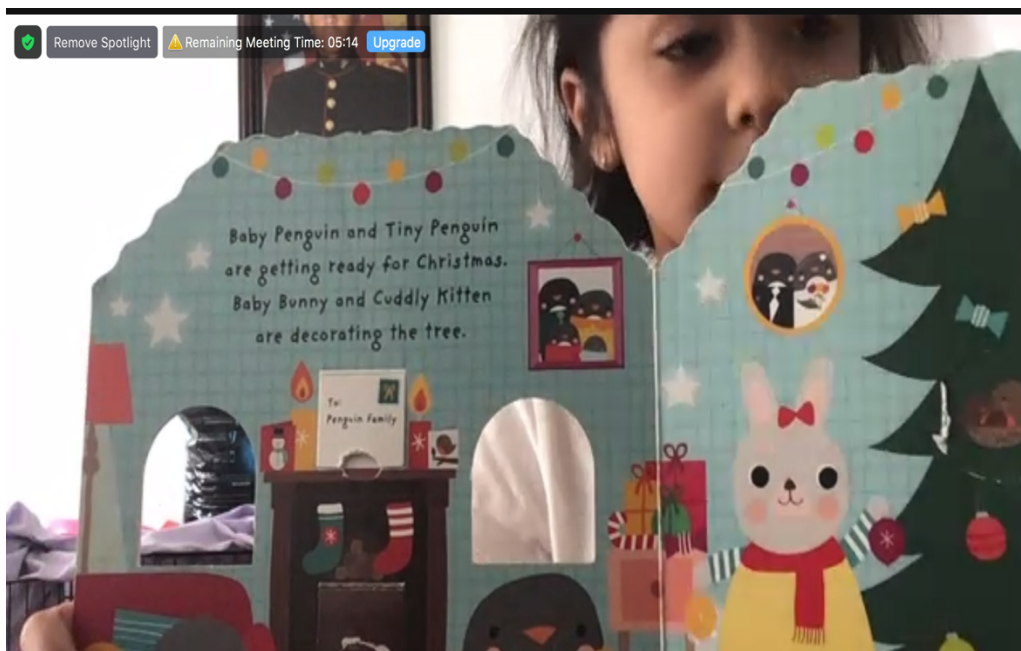 Remove Spotlight
Remaining Meeting Time: 05:14
Upgrade
Baby Penguin and Tiny Penguin
are getting ready for Christmas.
Baby Bunny and Cuddly Kitten
are decorating the tree.
To:
Penguin Family